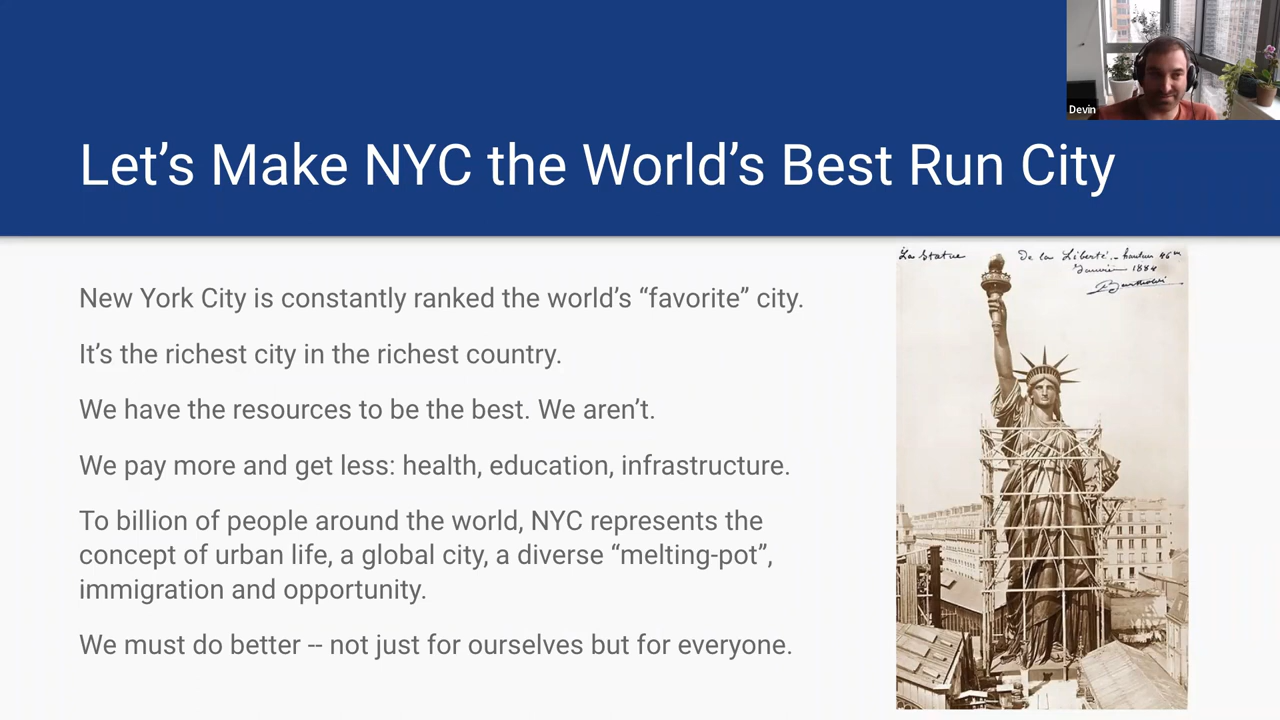 Devin
Let’s Make NYC the World’s Best Run City
La Statue De la Liberté. - hauteur 46m
Janvier 1884
Bartholdi
New York City is constantly ranked the world’s “favorite” city.
It’s the richest city in the richest country.
We have the resources to be the best. We aren’t.
We pay more and get less: health, education, infrastructure.
To billion of people around the world, NYC represents the
concept of urban life, a global city, a diverse “melting-pot”,
immigration and opportunity.
We must do better -- not just for ourselves but for everyone.